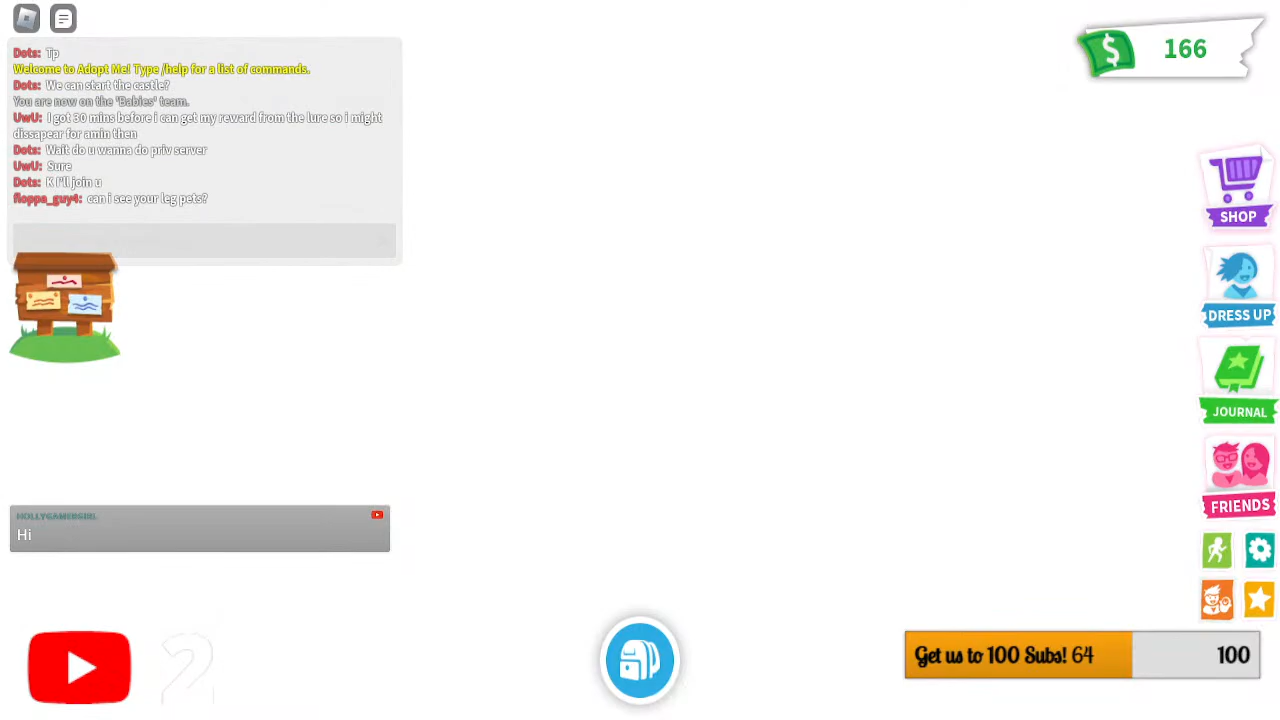 166
Dots: Tp
Welcome to Adopt Me! Type /help for a list of commands.
Dots: We can start the castle?
You are now on the 'Babies' team.
UwU: I got 30 mins before i can get my reward from the lure so i might
dissapear for amin then
Dots: Wait do u wanna do priv server
UwU: Sure
Dots: K I'll join u
floppa_guy4: can i see your leg pets?
SHOP
DRESS UP
JOURNAL
FRIENDS
HOLLYGAMERGIRL
Hi
2
Get us to 100 Subs! 64
100